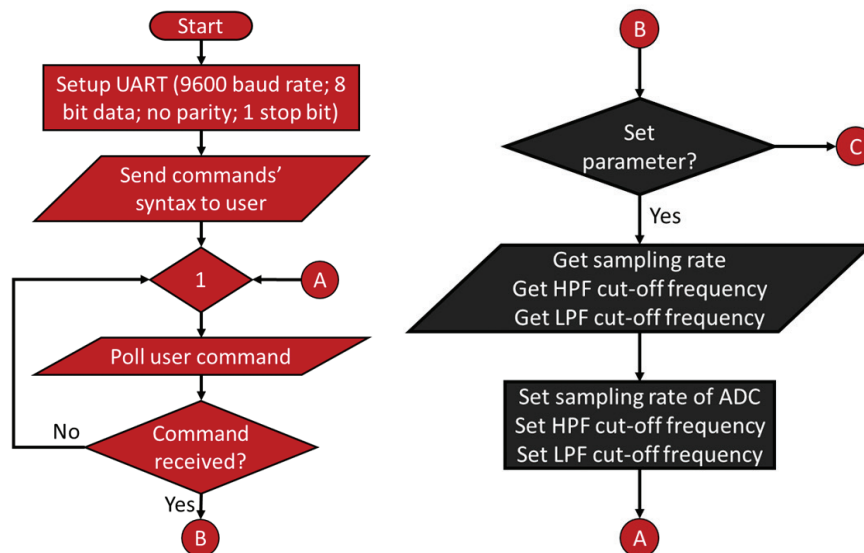 Start
Setup UART (9600 baud rate; 8
bit data; no parity; 1 stop bit)
Send commands’
syntax to user
1
A
Poll user command
Command
received?
No
Yes
B
B
Set
parameter?
C
Yes
Get sampling rate
Get HPF cut-off frequency
Get LPF cut-off frequency
Set sampling rate of ADC
Set HPF cut-off frequency
Set LPF cut-off frequency
A